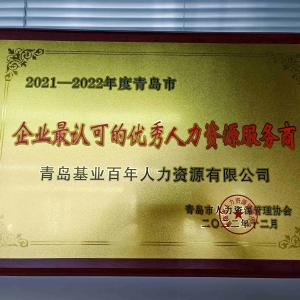 2021—2022年度青岛市
企业最认可的优秀人力资源服务商
青岛基业百年人力资源有限公司
青岛市人力资源管理协会
二〇二二年十二月